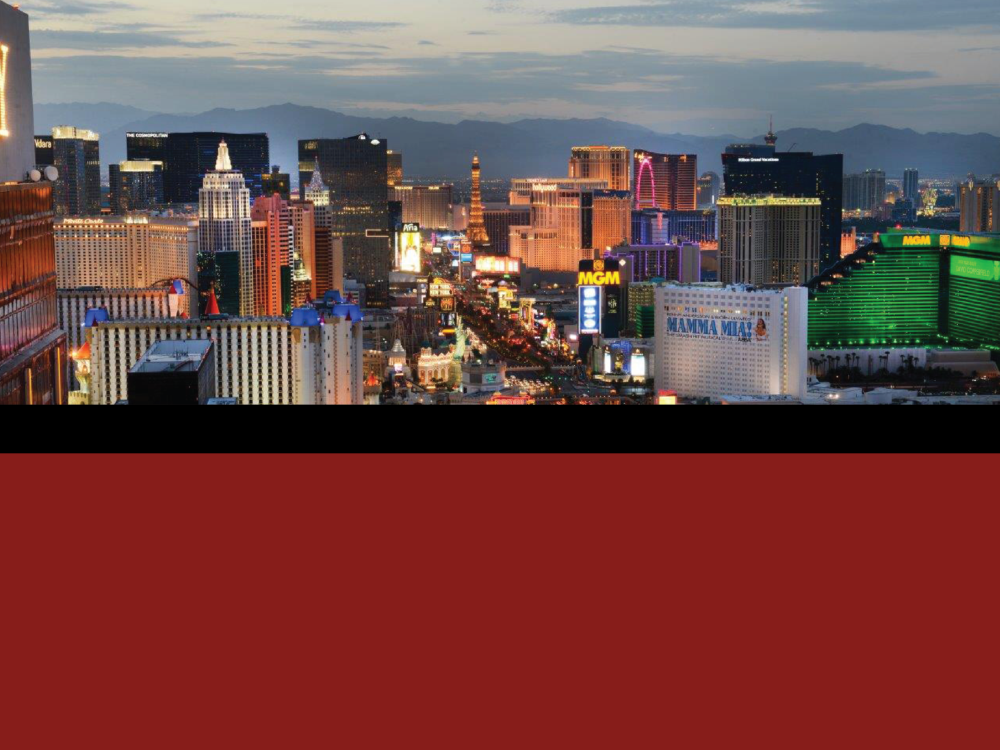 Vdara
THE COSMOPOLITAN
Hilton Grand Vacations
VENETIAN
hollywood
Monte Carlo
Aria
MGM
GRAND
DAVID COPPERFIELD
MGM
NEW YORK
NEW YORK
BENNY ANDERSSON & BJÖRN ULVAEUS'
MAMMA MIA!
THE SMASH HIT MUSICAL
ABBA